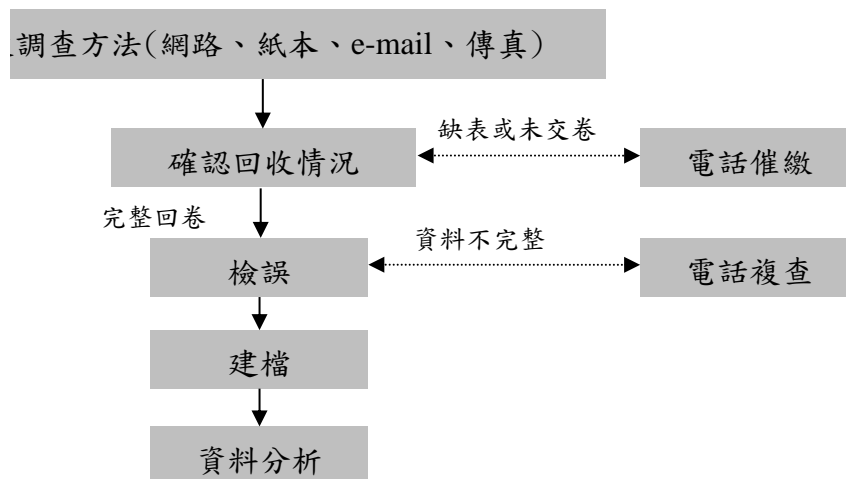 調查方法(網路、紙本、e-mail、傳真)
缺表或未交卷
確認回收情況
電話催繳
完整回卷
資料不完整
檢誤
電話複查
建檔
資料分析